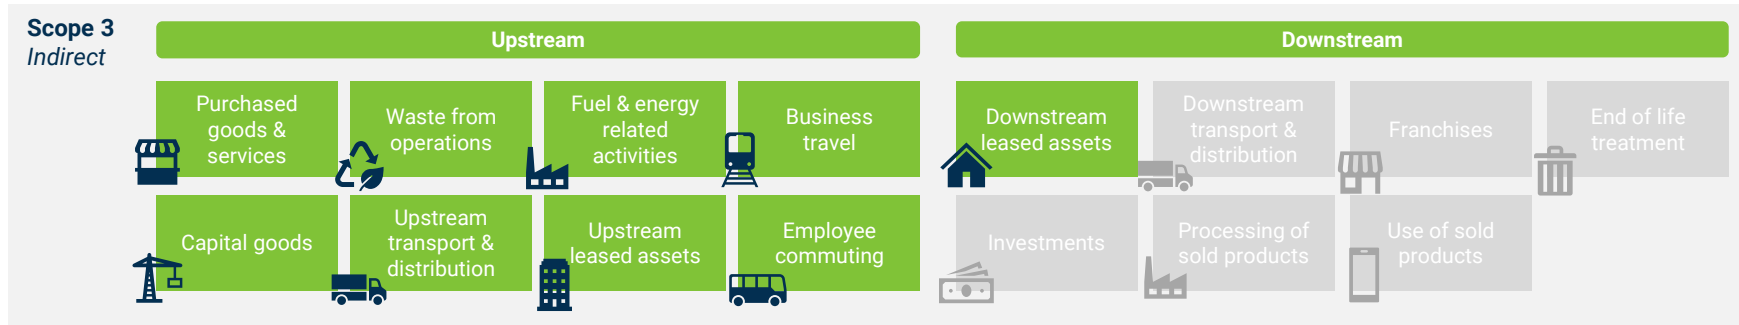 Scope 3
Indirect
Upstream
Downstream
Purchased
goods &
services
Waste from
operations
Fuel & energy
related
activities
Business
travel
Downstream
leased assets
Downstream
transport &
distribution
Franchises
End of life
treatment
Capital goods
Upstream
transport &
distribution
Upstream
leased assets
Employee
commuting
Investments
Processing of
sold products
Use of sold
products